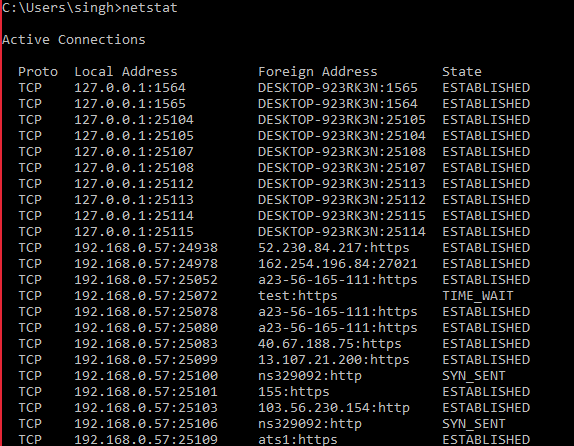 C:\Users\singh>netstat
Active Connections
Proto Local Address Foreign Address State
TCP 127.0.0.1:1564 DESKTOP-923RK3N:1565 ESTABLISHED
TCP 127.0.0.1:1565 DESKTOP-923RK3N:1564 ESTABLISHED
TCP 127.0.0.1:25104 DESKTOP-923RK3N:25105 ESTABLISHED
TCP 127.0.0.1:25105 DESKTOP-923RK3N:25104 ESTABLISHED
TCP 127.0.0.1:25107 DESKTOP-923RK3N:25108 ESTABLISHED
TCP 127.0.0.1:25108 DESKTOP-923RK3N:25107 ESTABLISHED
TCP 127.0.0.1:25112 DESKTOP-923RK3N:25113 ESTABLISHED
TCP 127.0.0.1:25113 DESKTOP-923RK3N:25112 ESTABLISHED
TCP 127.0.0.1:25114 DESKTOP-923RK3N:25115 ESTABLISHED
TCP 127.0.0.1:25115 DESKTOP-923RK3N:25114 ESTABLISHED
TCP 192.168.0.57:24938 52.230.84.217:https ESTABLISHED
TCP 192.168.0.57:24978 162.254.196.84:27021 ESTABLISHED
TCP 192.168.0.57:25052 a23-56-165-111:https ESTABLISHED
TCP 192.168.0.57:25072 test:https TIME_WAIT
TCP 192.168.0.57:25078 a23-56-165-111:https ESTABLISHED
TCP 192.168.0.57:25080 a23-56-165-111:https ESTABLISHED
TCP 192.168.0.57:25083 40.67.188.75:https ESTABLISHED
TCP 192.168.0.57:25099 13.107.21.200:https ESTABLISHED
TCP 192.168.0.57:25100 ns329092:http SYN_SENT
TCP 192.168.0.57:25101 155:https ESTABLISHED
TCP 192.168.0.57:25103 103.56.230.154:http ESTABLISHED
TCP 192.168.0.57:25106 ns329092:http SYN_SENT
TCP 192.168.0.57:25109 ats1:https ESTABLISHED